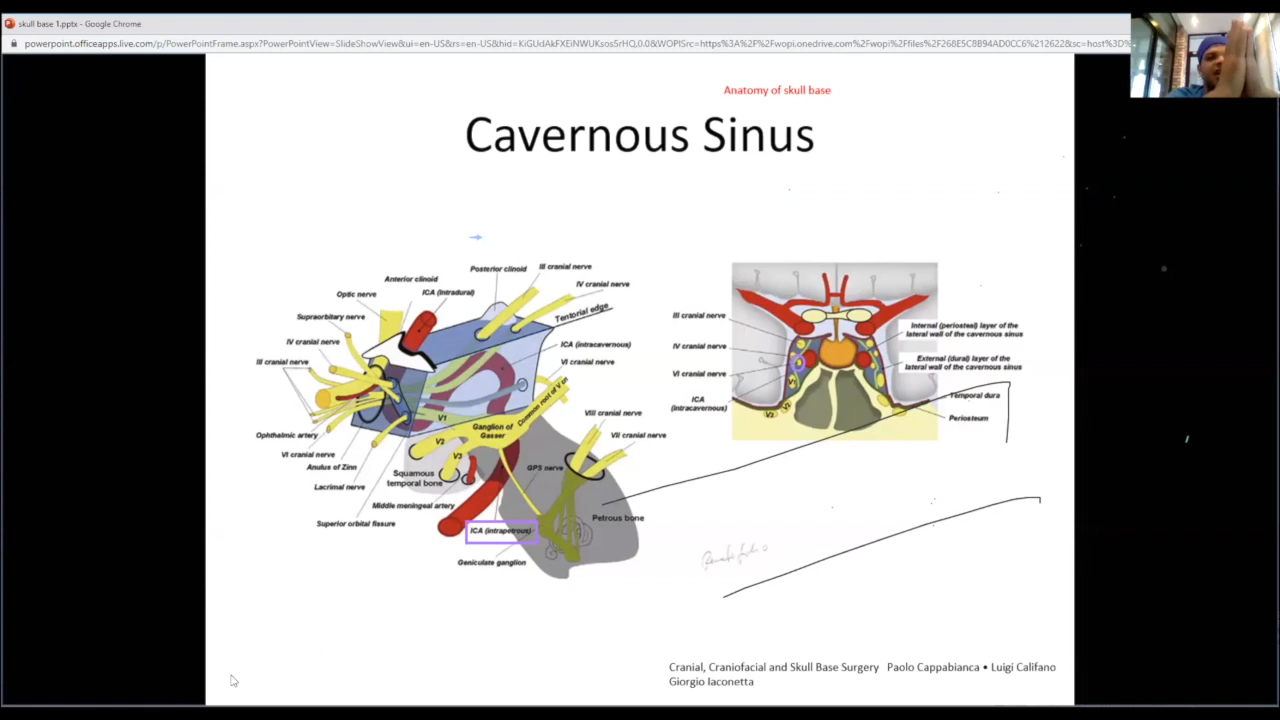 skull base 1.pptx - Google Chrome
powerpoint.officeapps.live.com/p/PowerPointFrame.aspx?PowerPointView=SlideShowView&ui=en-US&rs=en-US&hid=KiGUdAkFXEiNWUKsosSrHQ.0.0&WOPISrc=https%3A%2F%2Fwopi.onedrive.com%2Fwopi%2Ffiles%2F268E5C8B94AD0CC6%212622&sc=host%3D%
Anatomy of skull base
Cavernous Sinus
Posterior clinoid
III cranial nerve
Anterior clinoid
IV cranial nerve
Optic nerve
ICA (Intradural)
Tentorial edge
Supraorbitary nerve
IV cranial nerve
ICA (intracavernous)
III cranial nerve
VI cranial nerve
Common root of V cn
V1
Ganglion of
Gasser
VIII cranial nerve
Ophthalmic artery
V2
VII cranial nerve
VI cranial nerve
V3
Anulus of Zinn
GPS nerve
Squamous
temporal bone
Lacrimal nerve
Middle meningeal artery
Petrous bone
Superior orbital fissure
ICA (intrapetrous)
Geniculate ganglion
III cranial nerve
Internal (periosteal) layer of the
lateral wall of the cavernous sinus
IV cranial nerve
External (dural) layer of the
lateral wall of the cavernous sinus
VI cranial nerve
V1
ICA
(intracavernous)
Temporal dura
V2
V3
Periosteum
Cranial, Craniofacial and Skull Base Surgery Paolo Cappabianca • Luigi Califano
Giorgio Iaconetta